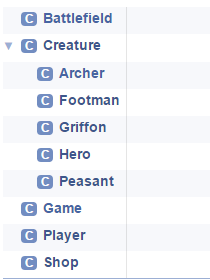 C Battlefield
C Creature
C Archer
C Footman
C Griffon
C Hero
C Peasant
C Game
C Player
C Shop